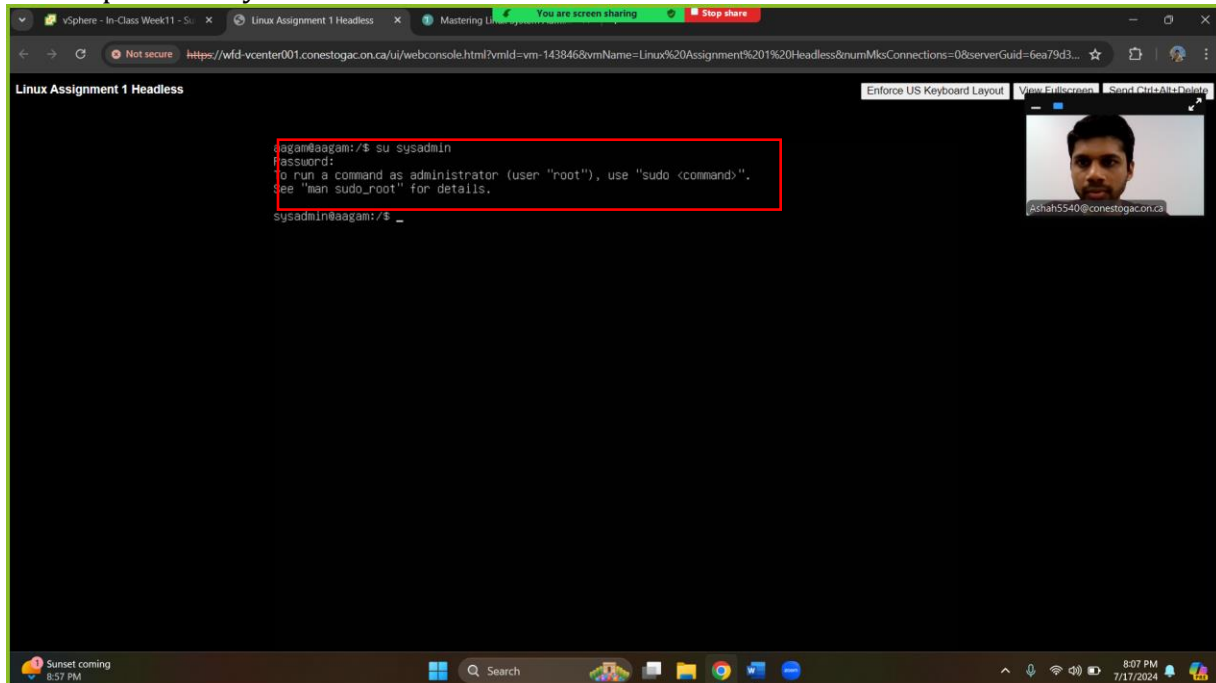 vSphere - In-Class Week11 - Su
Linux Assignment 1 Headless
Mastering
You are screen sharing
Stop share
Not secure https://wfd-vcenter001.conestogac.on.ca/ui/webconsole.html?vmId=vm-143846&vmName=Linux%20Assignment%201%20Headless&numMksConnections=0&serverGuid=6ea79d3...
Linux Assignment 1 Headless
Enforce US Keyboard Layout
View Fullscreen
Send Ctrl+Alt+Delete
aagam@aagam:/$ su sysadmin
Password:
To run a command as administrator (user "root"), use "sudo <command>".
See "man sudo_root" for details.
sysadmin@aagam:/$ _
Ashah5540@conestogac.on.ca
1
Sunset coming
8:57 PM
Search
8:07 PM
7/17/2024